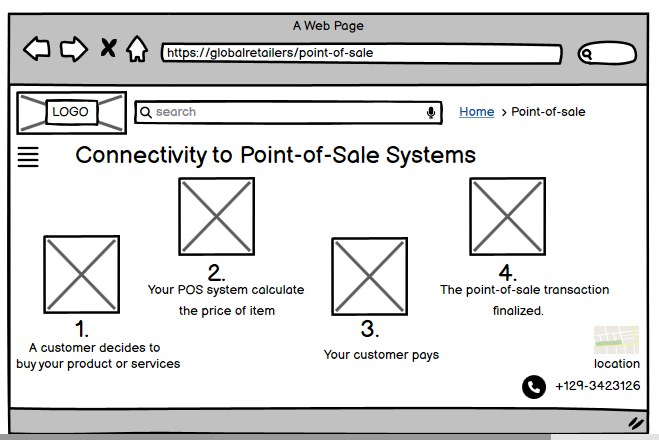 A Web Page
https://globalretailers/point-of-sale
LOGO
search
Home > Point-of-sale
Connectivity to Point-of-Sale Systems
1.
A customer decides to
buy your product or services
2.
Your POS system calculate
the price of item
3.
Your customer pays
4.
The point-of-sale transaction
finalized.
location
+129-3423126